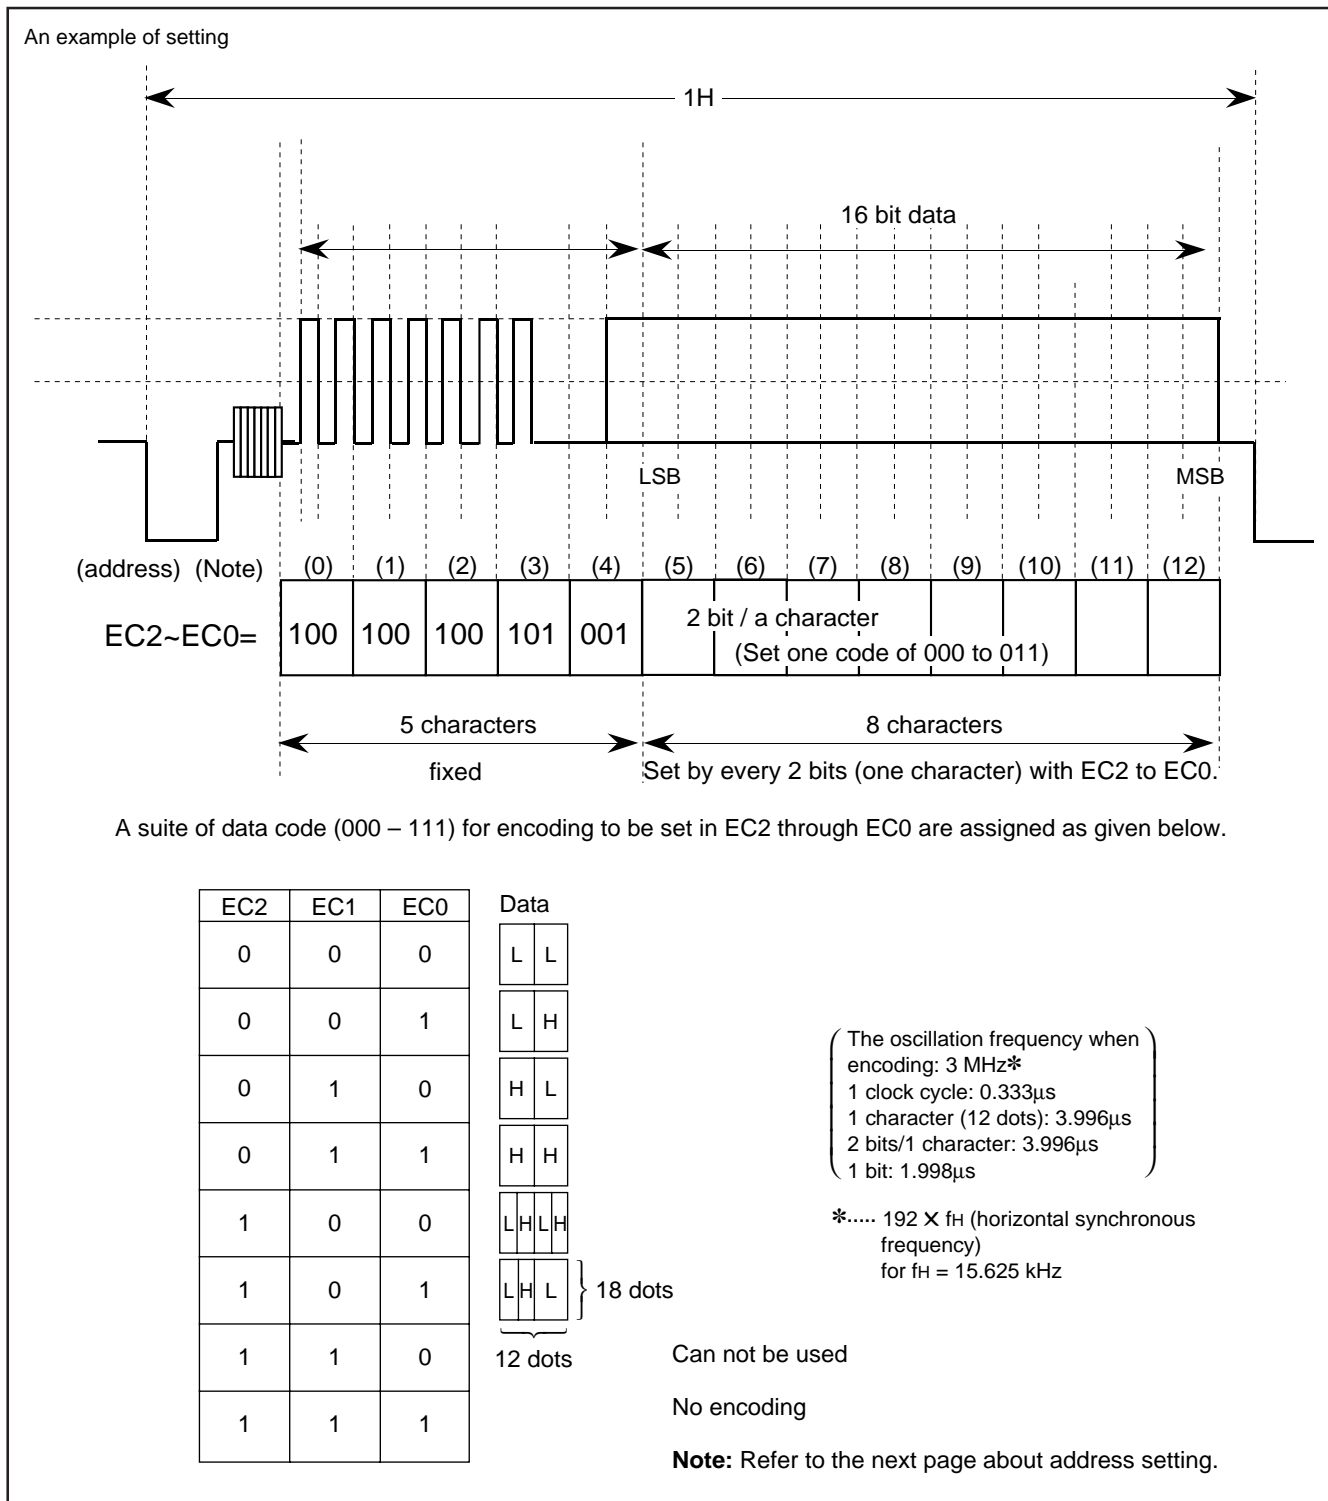 An example of setting
1H
16 bit data
LSB
MSB
(address) (Note) (0) (1) (2) (3) (4) (5) (6) (7) (8) (9) (10) (11) (12)
EC2~EC0= 100 100 100 101 001
2 bit / a character
(Set one code of 000 to 011)
5 characters
8 characters
fixed
Set by every 2 bits (one character) with EC2 to EC0.
A suite of data code (000 – 111) for encoding to be set in EC2 through EC0 are assigned as given below.
EC2 EC1 EC0 Data
0 0 0 L L
0 0 1 L H
0 1 0 H L
0 1 1 H H
1 0 0 L H L H
1 0 1 L H L
18 dots
12 dots
1 1 0 Can not be used
1 1 1 No encoding
The oscillation frequency when
encoding: 3 MHz✻
1 clock cycle: 0.333µs
1 character (12 dots): 3.996µs
2 bits/1 character: 3.996µs
1 bit: 1.998µs
✻····· 192 ✕ fH (horizontal synchronous
frequency)
for fH = 15.625 kHz
Note: Refer to the next page about address setting.